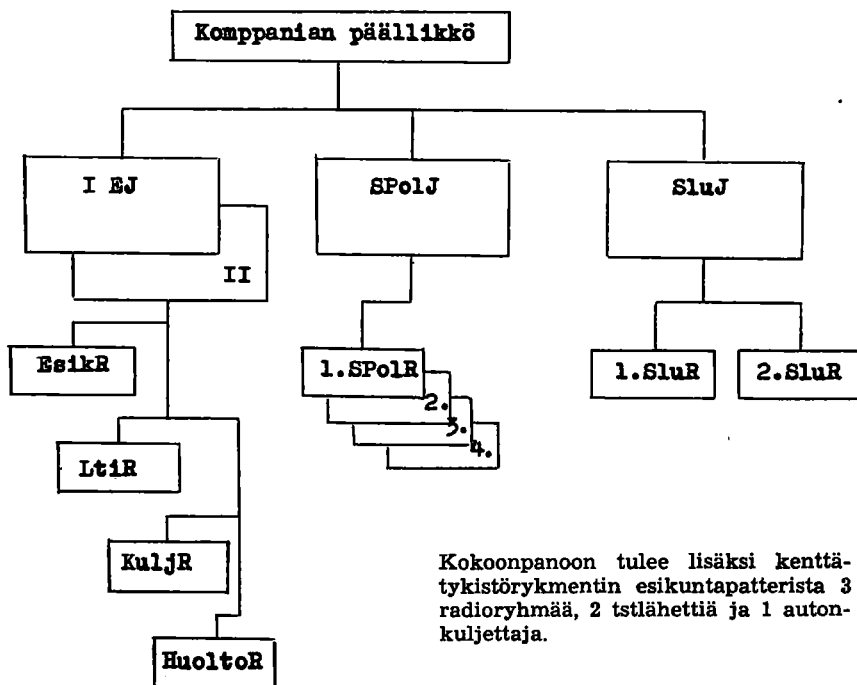 Komppanian päällikkö
I EJ
SPolJ
SluJ
II
EsikR
1.SPolR
2.
3.
4.
1.SluR
2.SluR
LtiR
KuljR
HuoltoR
Kokoonpanoon tulee lisäksi kenttä-
tykistörykmentin esikuntapatterista 3
radioryhmää, 2 tstlähettiä ja 1 auton-
kuljettaja.